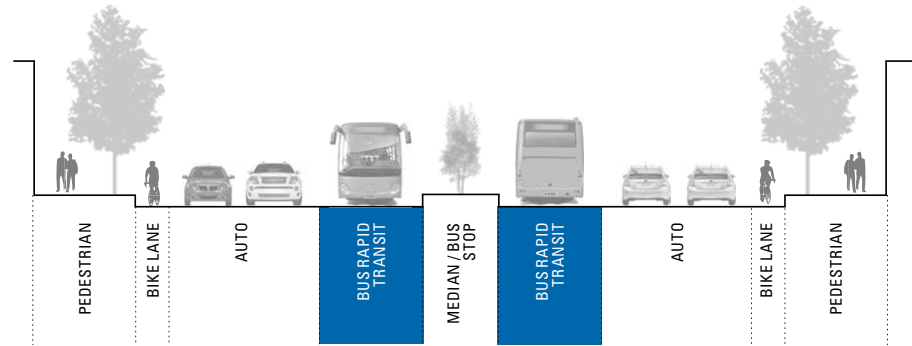 PEDESTRIAN
BIKE LANE
AUTO
BUS RAPID
TRANSIT
MEDIAN / BUS
STOP
BUS RAPID
TRANSIT
AUTO
BIKE LANE
PEDESTRIAN